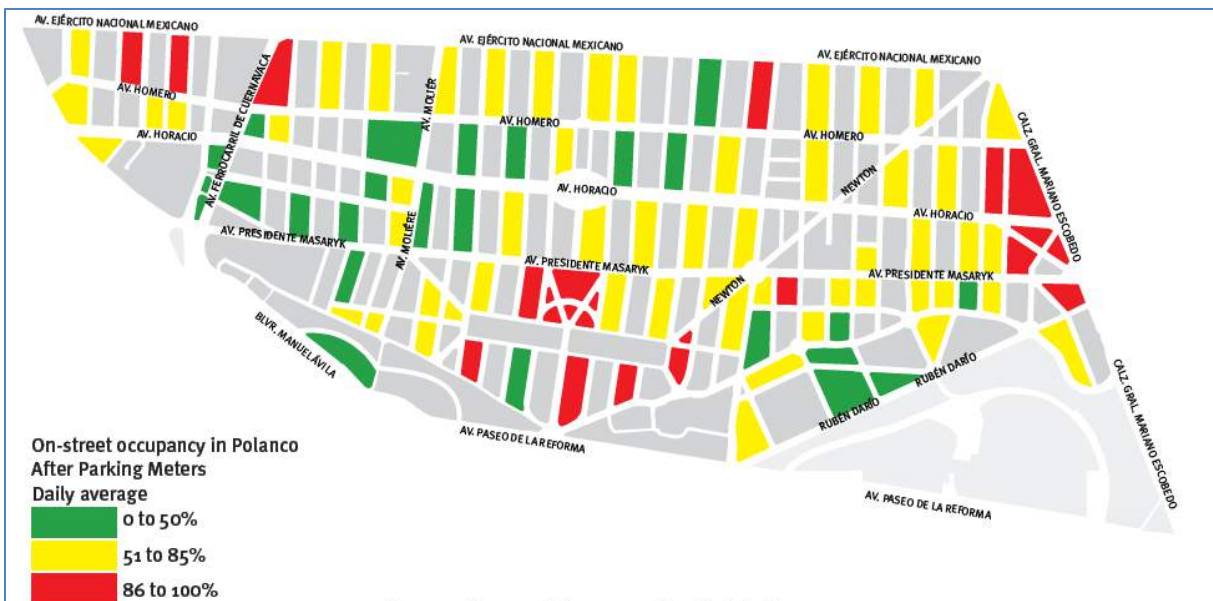 AV. EJÉRCITO NACIONAL MEXICANO
AV. EJÉRCITO NACIONAL MEXICANO
AV. EJÉRCITO NACIONAL MEXICANO
AV. HOMERO
AV. HOMERO
AV. HOMERO
AV. FERROCARRIL DE CUERNAVACA
AV. MOLIÉR
CALZ. GRAL. MARIANO ESCOBEDO
AV. HORACIO
AV. HORACIO
AV. HORACIO
NEWTON
AV. PRESIDENTE MASARYK
AV. MOLIÉRE
AV. PRESIDENTE MASARYK
AV. PRESIDENTE MASARYK
NEWTON
BLVR. MANUEL ÁVILA
RUBÉN DARÍO
RUBÉN DARÍO
CALZ. GRAL. MARIANO ESCOBEDO
AV. PASEO DE LA REFORMA
AV. PASEO DE LA REFORMA
On-street occupancy in Polanco
After Parking Meters
Daily average
0 to 50%
51 to 85%
86 to 100%